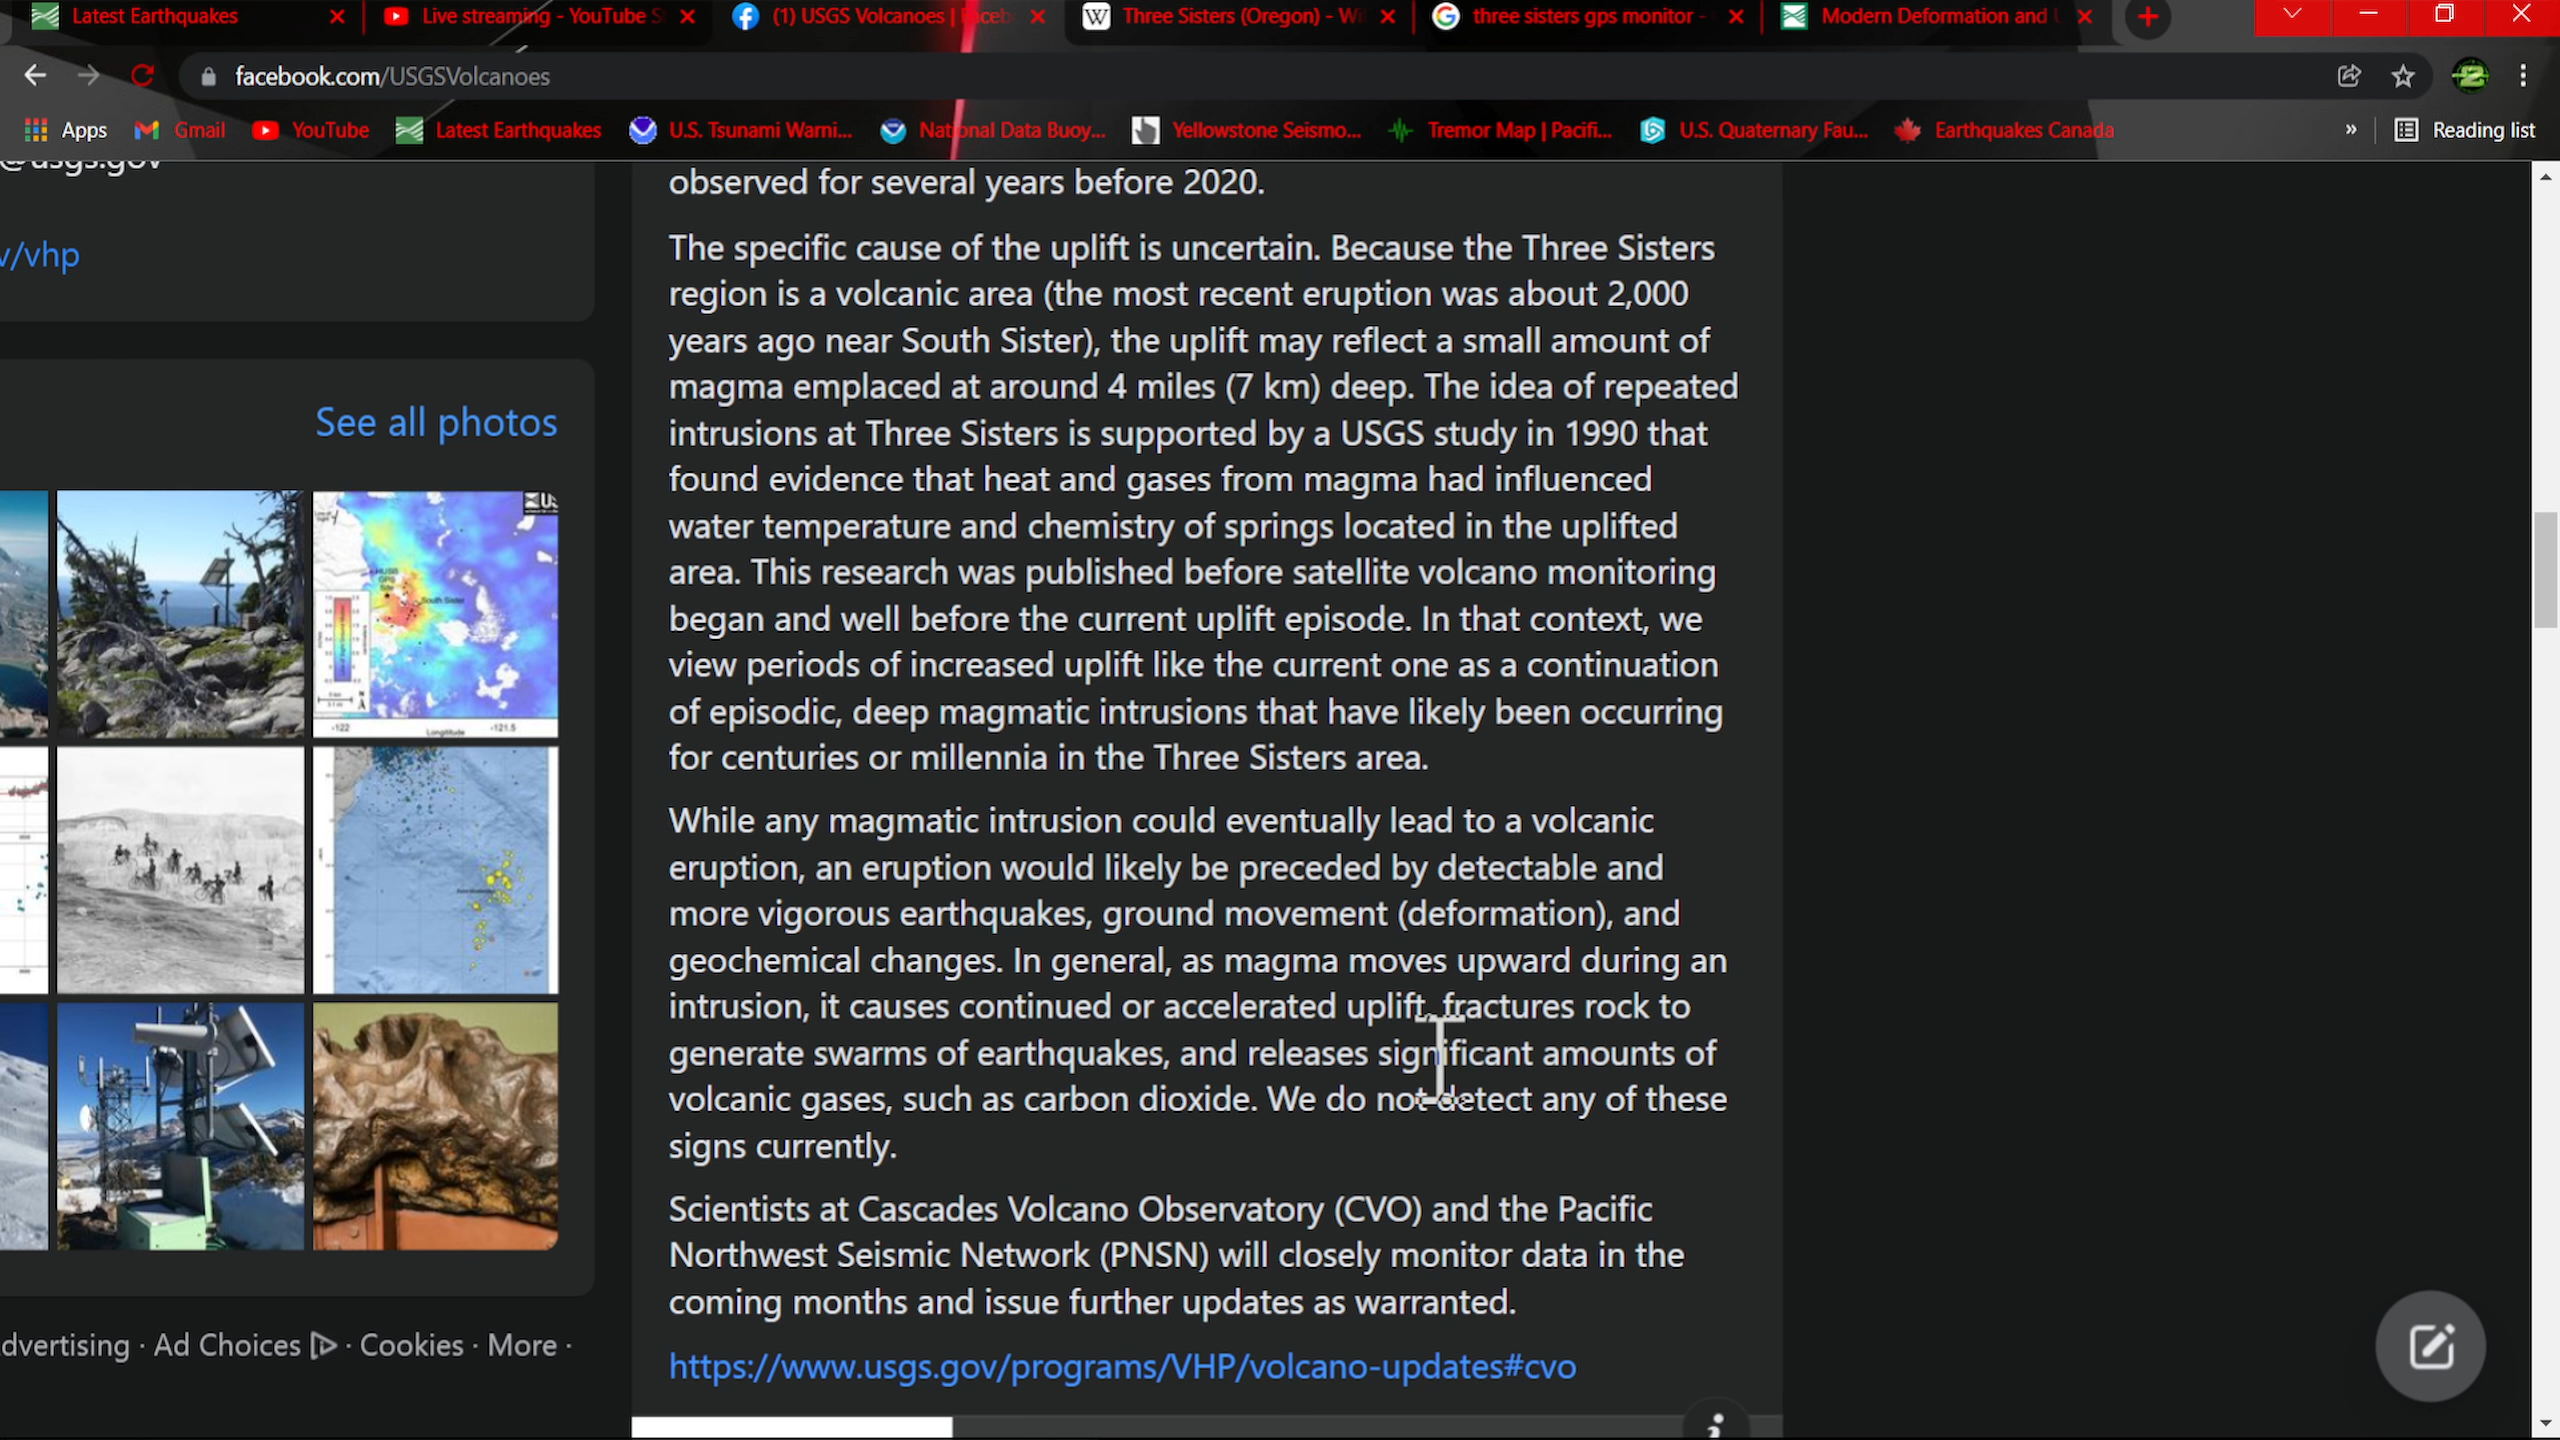 Latest Earthquakes
Live streaming - YouTube S
(1) USGS Volcanoes | Faceb
Three Sisters (Oregon) - Wi
three sisters gps monitor -
Modern Deformation and U
facebook.com/USGSVolcanoes
Apps
Gmail
YouTube
Latest Earthquakes
U.S. Tsunami Warni...
National Data Buoy...
Yellowstone Seismo...
Tremor Map | Pacifi...
U.S. Quaternary Fau...
Earthquakes Canada
»
Reading list
@usgs.gov
v/vhp
See all photos
South Sister
-122
Longitude
-121.5
dvertising · Ad Choices · Cookies · More ·
observed for several years before 2020.
The specific cause of the uplift is uncertain. Because the Three Sisters
region is a volcanic area (the most recent eruption was about 2,000
years ago near South Sister), the uplift may reflect a small amount of
magma emplaced at around 4 miles (7 km) deep. The idea of repeated
intrusions at Three Sisters is supported by a USGS study in 1990 that
found evidence that heat and gases from magma had influenced
water temperature and chemistry of springs located in the uplifted
area. This research was published before satellite volcano monitoring
began and well before the current uplift episode. In that context, we
view periods of increased uplift like the current one as a continuation
of episodic, deep magmatic intrusions that have likely been occurring
for centuries or millennia in the Three Sisters area.
While any magmatic intrusion could eventually lead to a volcanic
eruption, an eruption would likely be preceded by detectable and
more vigorous earthquakes, ground movement (deformation), and
geochemical changes. In general, as magma moves upward during an
intrusion, it causes continued or accelerated uplift, fractures rock to
generate swarms of earthquakes, and releases significant amounts of
volcanic gases, such as carbon dioxide. We do not detect any of these
signs currently.
Scientists at Cascades Volcano Observatory (CVO) and the Pacific
Northwest Seismic Network (PNSN) will closely monitor data in the
coming months and issue further updates as warranted.
https://www.usgs.gov/programs/VHP/volcano-updates#cvo